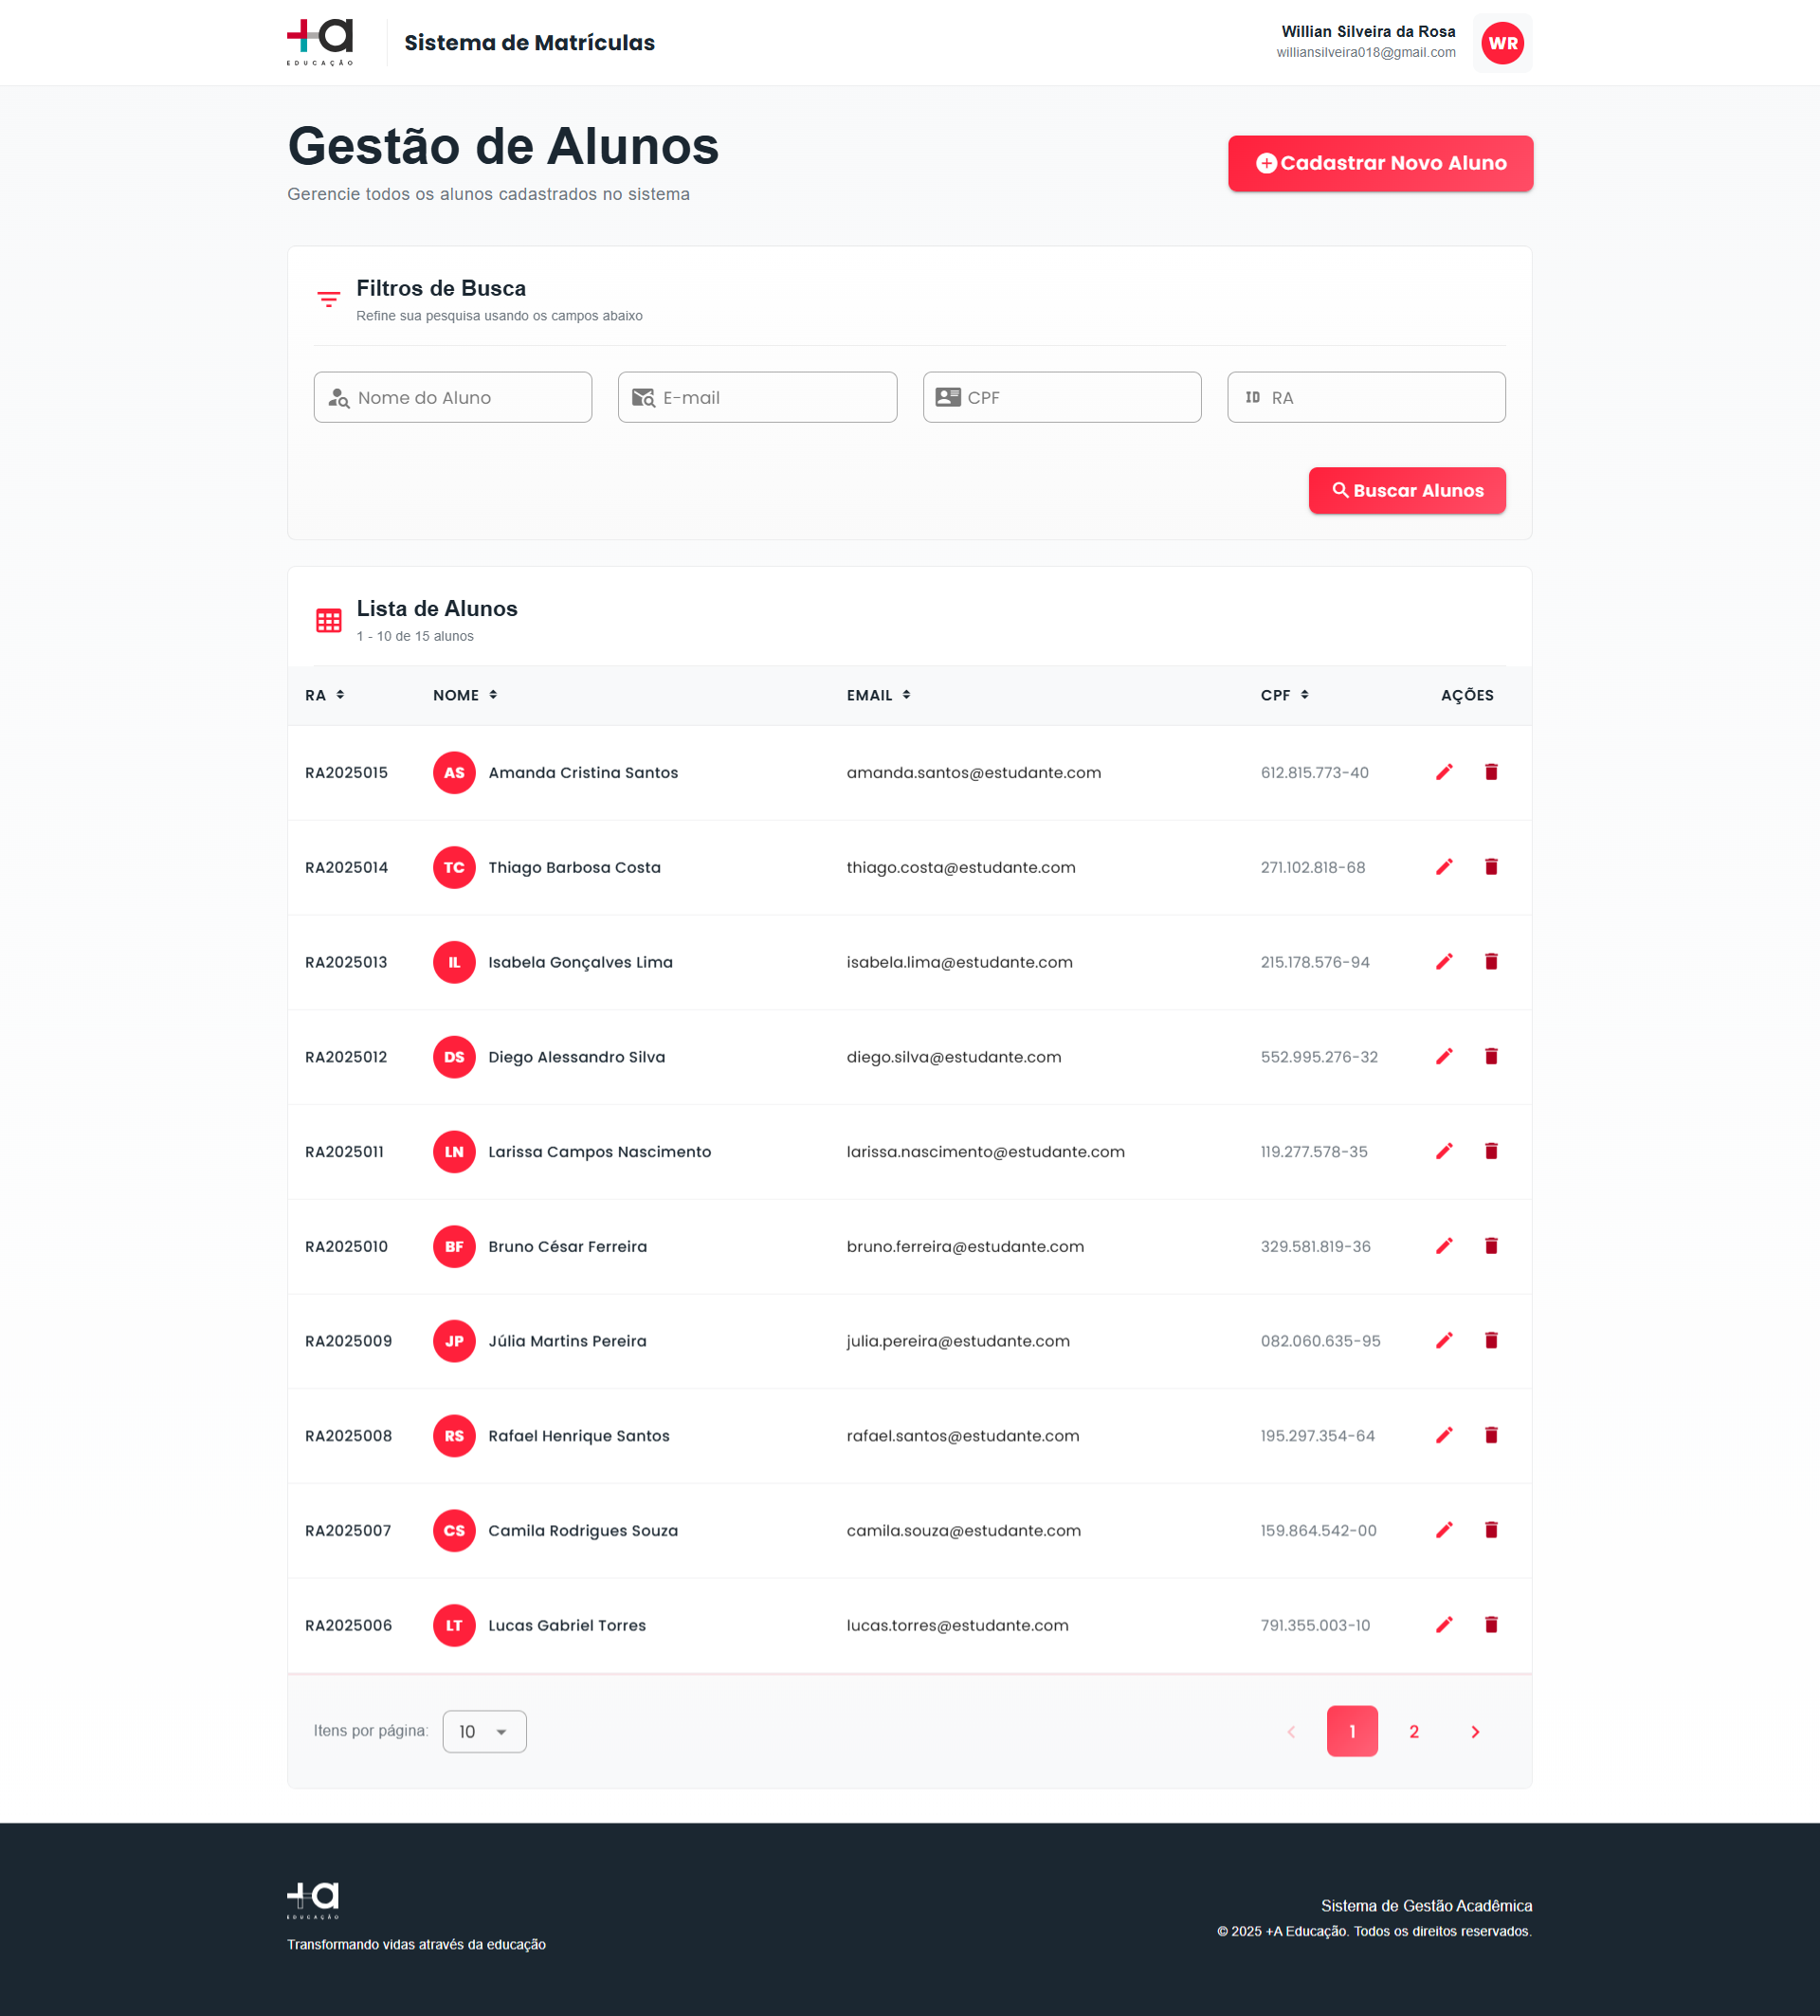 +a
EDUCAÇÃO
Sistema de Matrículas
Willian Silveira da Rosa
williansilveira018@gmail.com
WR
Gestão de Alunos
Gerencie todos os alunos cadastrados no sistema
Cadastrar Novo Aluno
Filtros de Busca
Refine sua pesquisa usando os campos abaixo
Nome do Aluno
E-mail
CPF
ID RA
Buscar Alunos
Lista de Alunos
1 - 10 de 15 alunos
RA NOME EMAIL CPF AÇÕES
RA2025015 AS Amanda Cristina Santos amanda.santos@estudante.com 612.815.773-40
RA2025014 TC Thiago Barbosa Costa thiago.costa@estudante.com 271.102.818-68
RA2025013 IL Isabela Gonçalves Lima isabela.lima@estudante.com 215.178.576-94
RA2025012 DS Diego Alessandro Silva diego.silva@estudante.com 552.995.276-32
RA2025011 LN Larissa Campos Nascimento larissa.nascimento@estudante.com 119.277.578-35
RA2025010 BF Bruno César Ferreira bruno.ferreira@estudante.com 329.581.819-36
RA2025009 JP Júlia Martins Pereira julia.pereira@estudante.com 082.060.635-95
RA2025008 RS Rafael Henrique Santos rafael.santos@estudante.com 195.297.354-64
RA2025007 CS Camila Rodrigues Souza camila.souza@estudante.com 159.864.542-00
RA2025006 LT Lucas Gabriel Torres lucas.torres@estudante.com 791.355.003-10
Itens por página: 10
1 2
+a
EDUCAÇÃO
Transformando vidas através da educação
Sistema de Gestão Acadêmica
© 2025 +A Educação. Todos os direitos reservados.